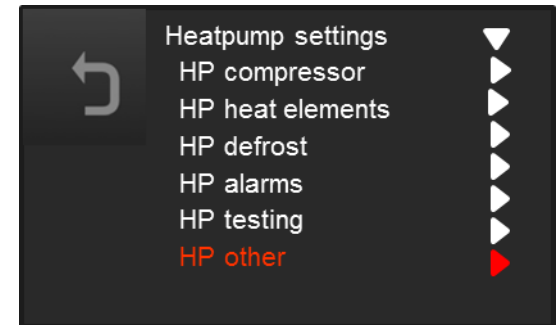 Heatpump settings
HP compressor
HP heat elements
HP defrost
HP alarms
HP testing
HP other